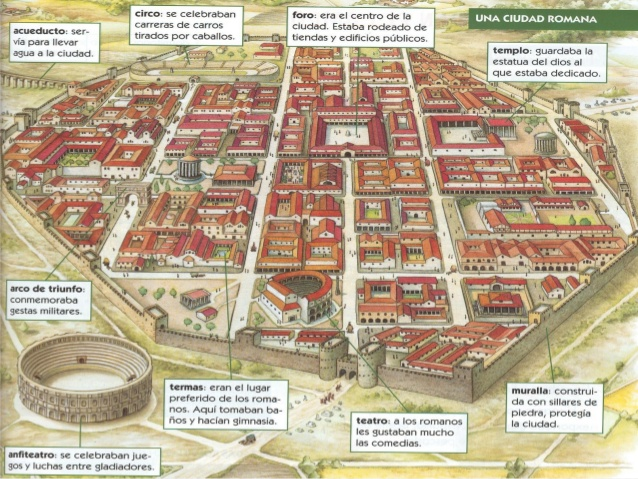 UNA CIUDAD ROMANA
acueducto: ser-
vía para llevar
agua a la ciudad.
circo: se celebraban
carreras de carros
tirados por caballos.
foro: era el centro de la
ciudad. Estaba rodeado de
tiendas y edificios públicos.
templo: guardaba la
estatua del dios al
que estaba dedicado.
arco de triunfo:
conmemoraba
gestas militares.
termas: eran el lugar
preferido de los roma-
nos. Aquí tomaban ba-
ños y hacían gimnasia.
teatro: a los romanos
les gustaban mucho
las comedias.
muralla: construi-
da con sillares de
piedra, protegía
la ciudad.
anfiteatro: se celebraban jue-
gos y luchas entre gladiadores.